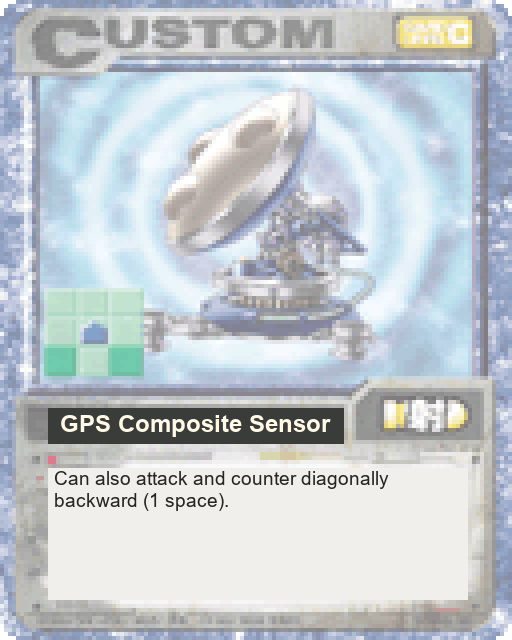 CUSTOM
GPS Composite Sensor
Can also attack and counter diagonally
backward (1 space).